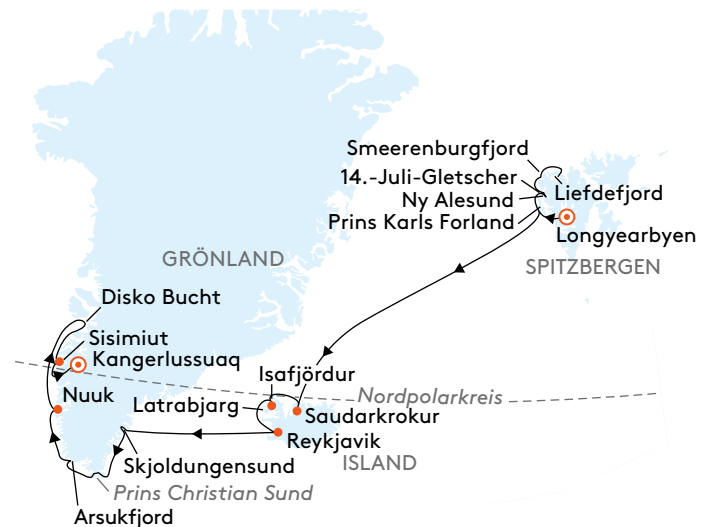 Smeerenburgfjord
14.-Juli-Gletscher
Liefdefjord
Ny Alesund
Prins Karls Forland
Longyearbyen
GRÖNLAND
SPITZBERGEN
Disko Bucht
Sisimiut
Kangerlussuaq
Isafjördur
Nordpolarkreis
Nuuk
Latrabjarg
Saudarkrokur
Reykjavik
Skjoldungensund
ISLAND
Prins Christian Sund
Arsukfjord